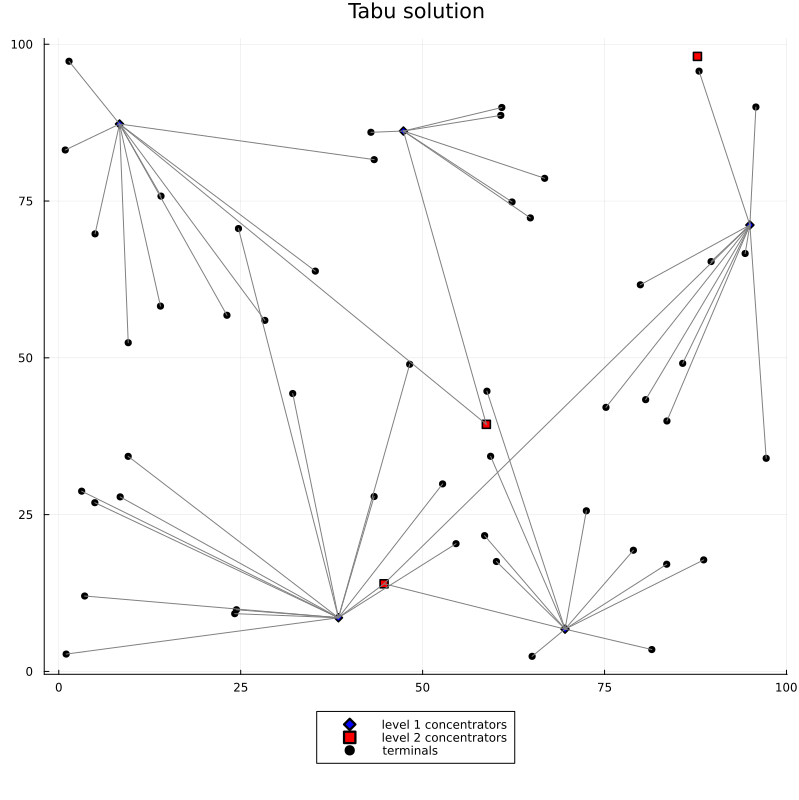 Tabu solution
100
75
50
25
0
0 25 50 75 100
level 1 concentrators
level 2 concentrators
terminals